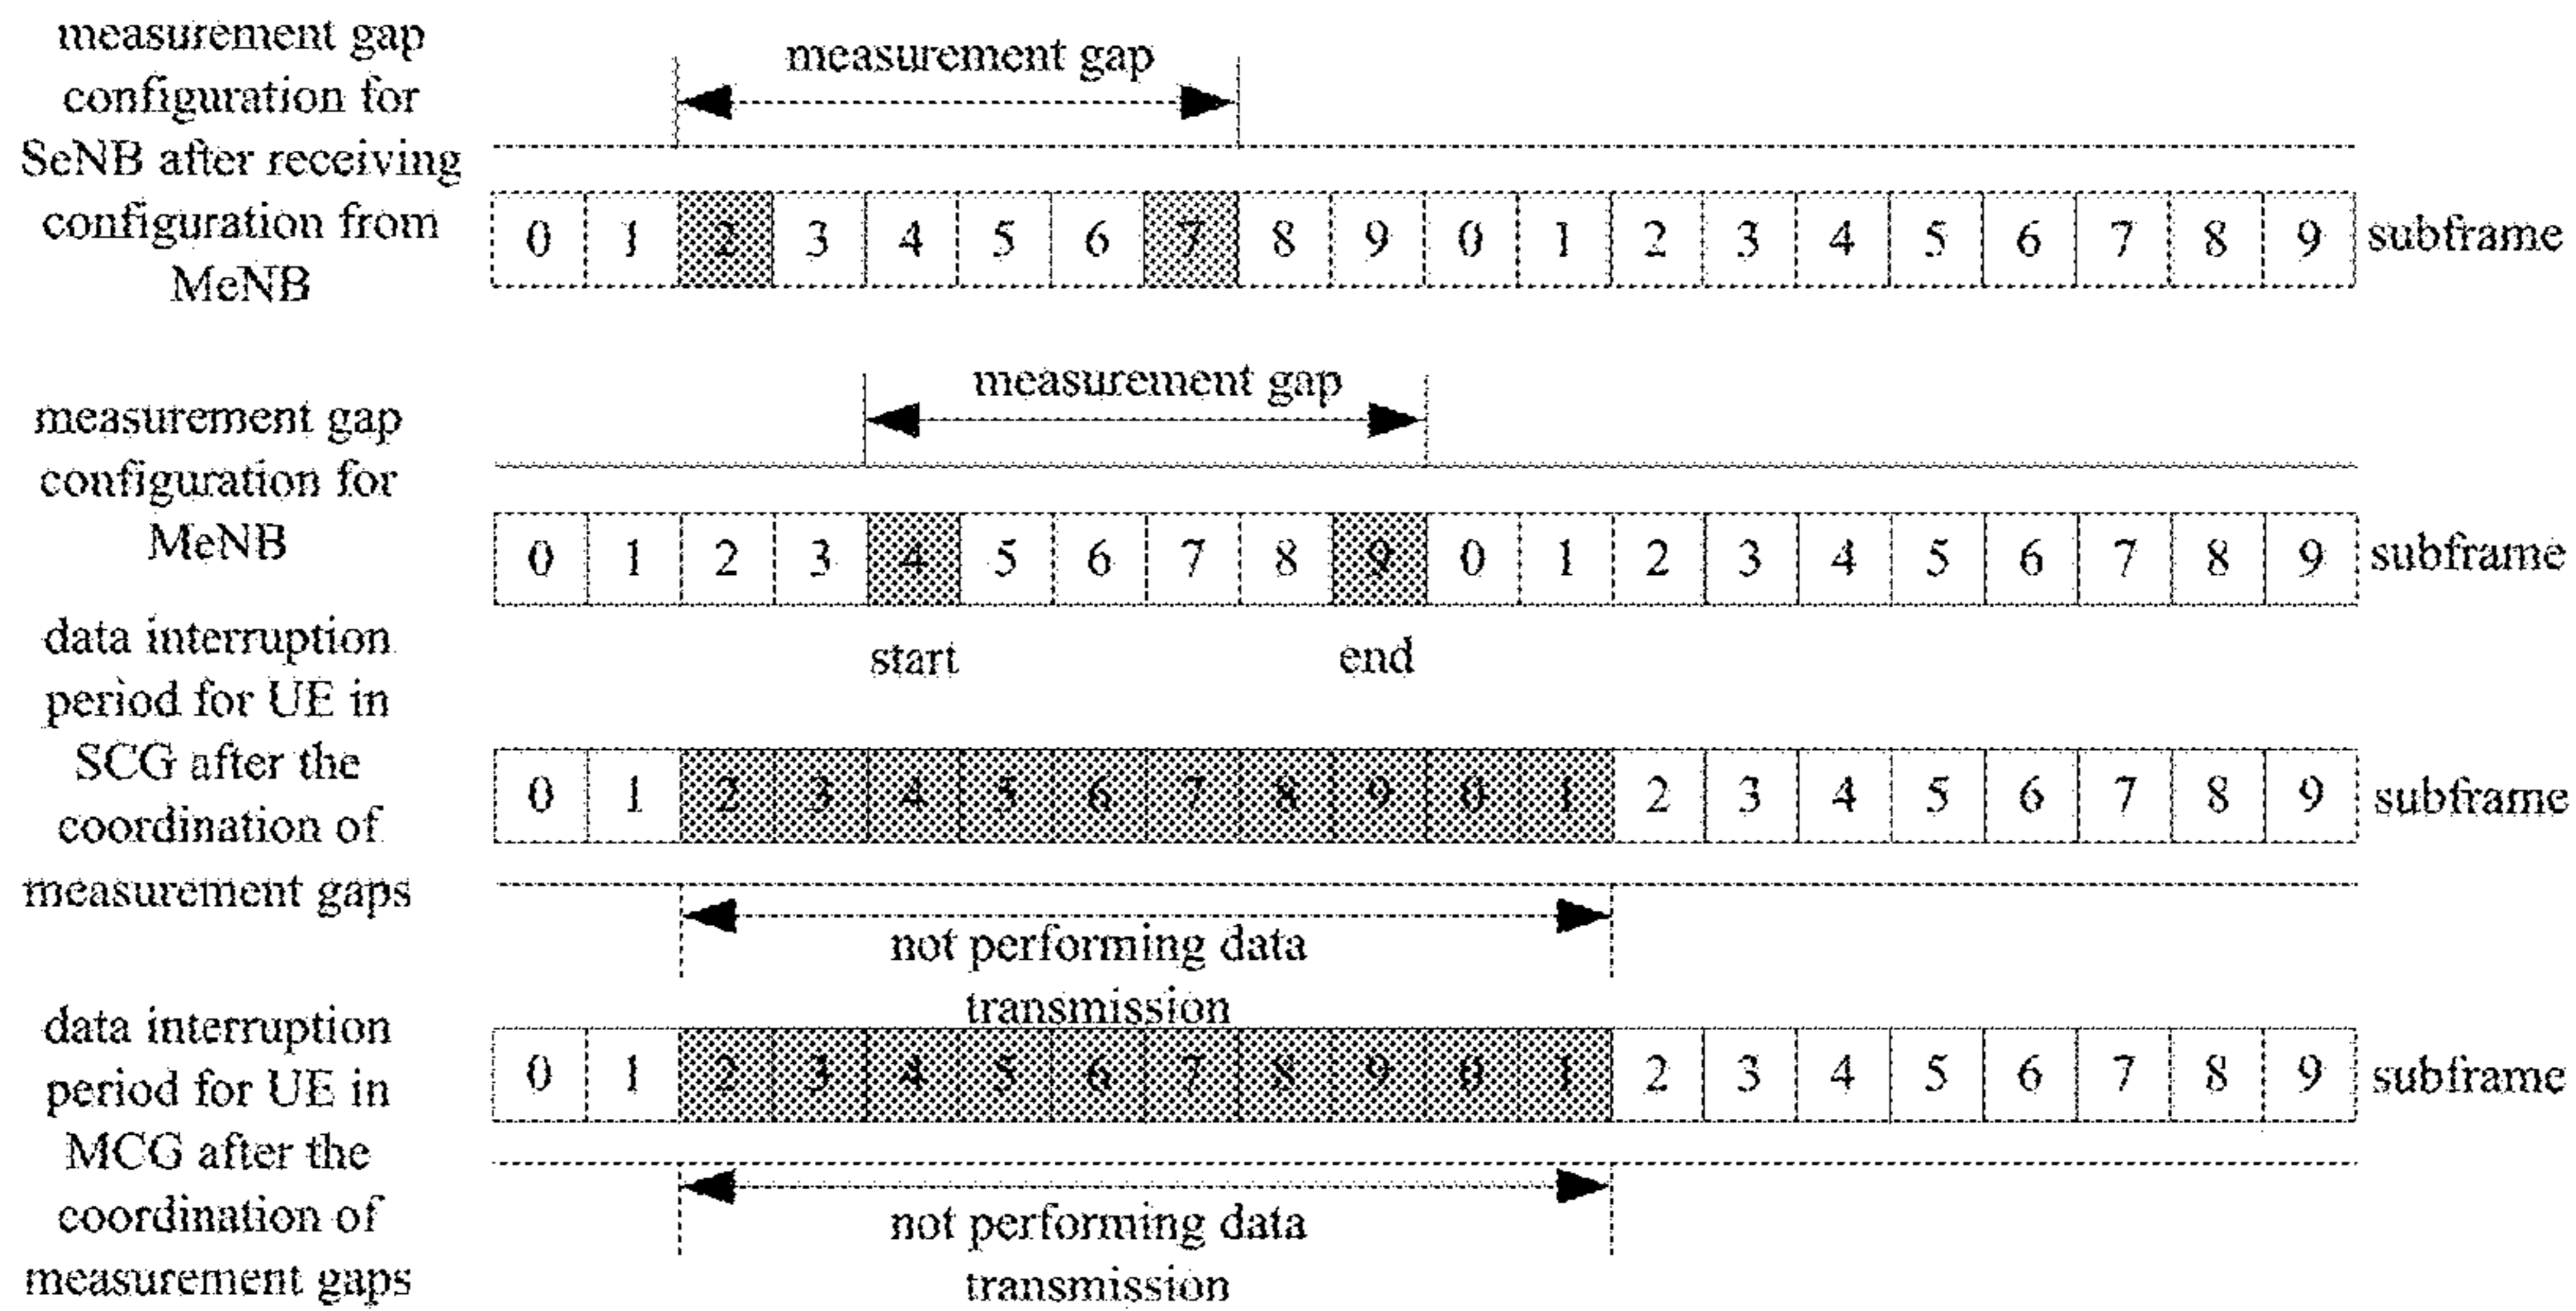 measurement gap
configuration for
SeNB after receiving
configuration from
MeNB
measurement gap
0 1 2 3 4 5 6 7 8 9 0 1 2 3 4 5 6 7 8 9 subframe
measurement gap
configuration for
MeNB
measurement gap
0 1 2 3 4 5 6 7 8 9 0 1 2 3 4 5 6 7 8 9 subframe
start end
data interruption
period for UE in
SCG after the
coordination of
measurement gaps
0 1 2 3 4 5 6 7 8 9 0 1 2 3 4 5 6 7 8 9 subframe
not performing data
transmission
data interruption
period for UE in
MCG after the
coordination of
measurement gaps
0 1 2 3 4 5 6 7 8 9 0 1 2 3 4 5 6 7 8 9 subframe
not performing data
transmission